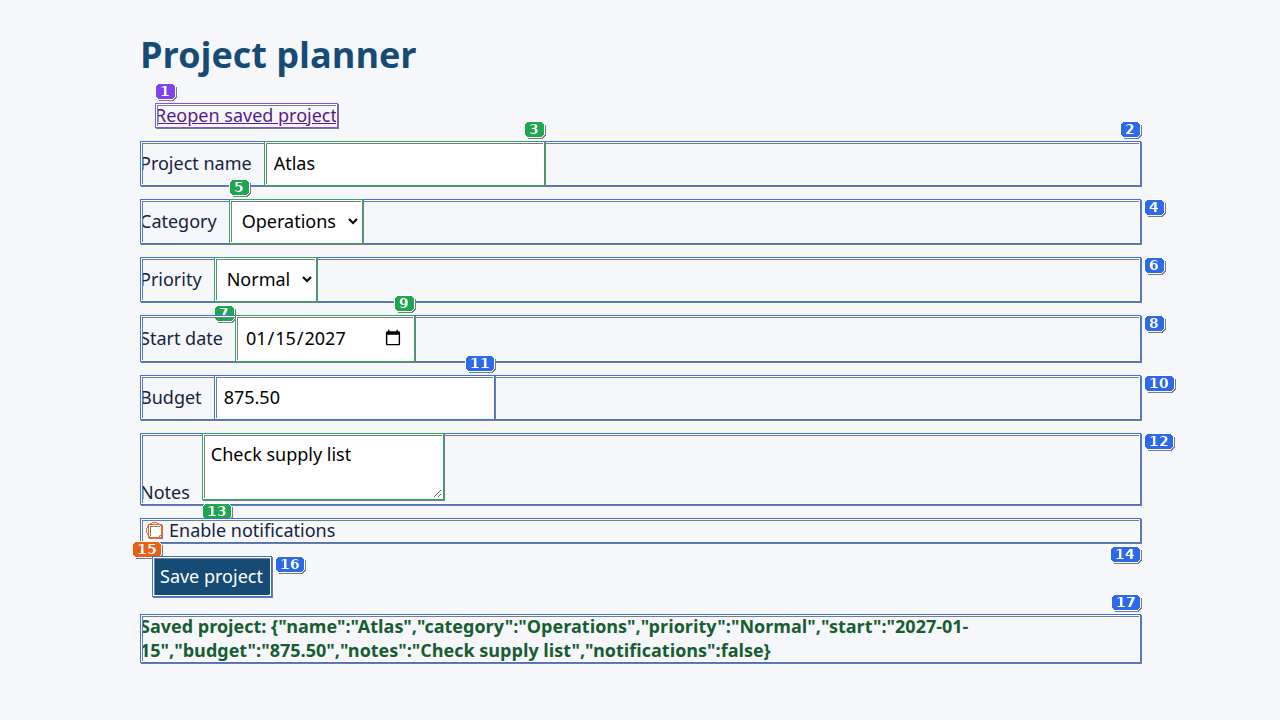 Project planner
1
Reopen saved project
3
2
Project name Atlas
5
Category Operations
4
Priority Normal
6
7
9
Start date 01/15/2027
8
11
Budget 875.50
10
Check supply list
12
Notes
13
Enable notifications
15
14
Save project
16
17
Saved project: {"name":"Atlas","category":"Operations","priority":"Normal","start":"2027-01-
15","budget":"875.50","notes":"Check supply list","notifications":false}